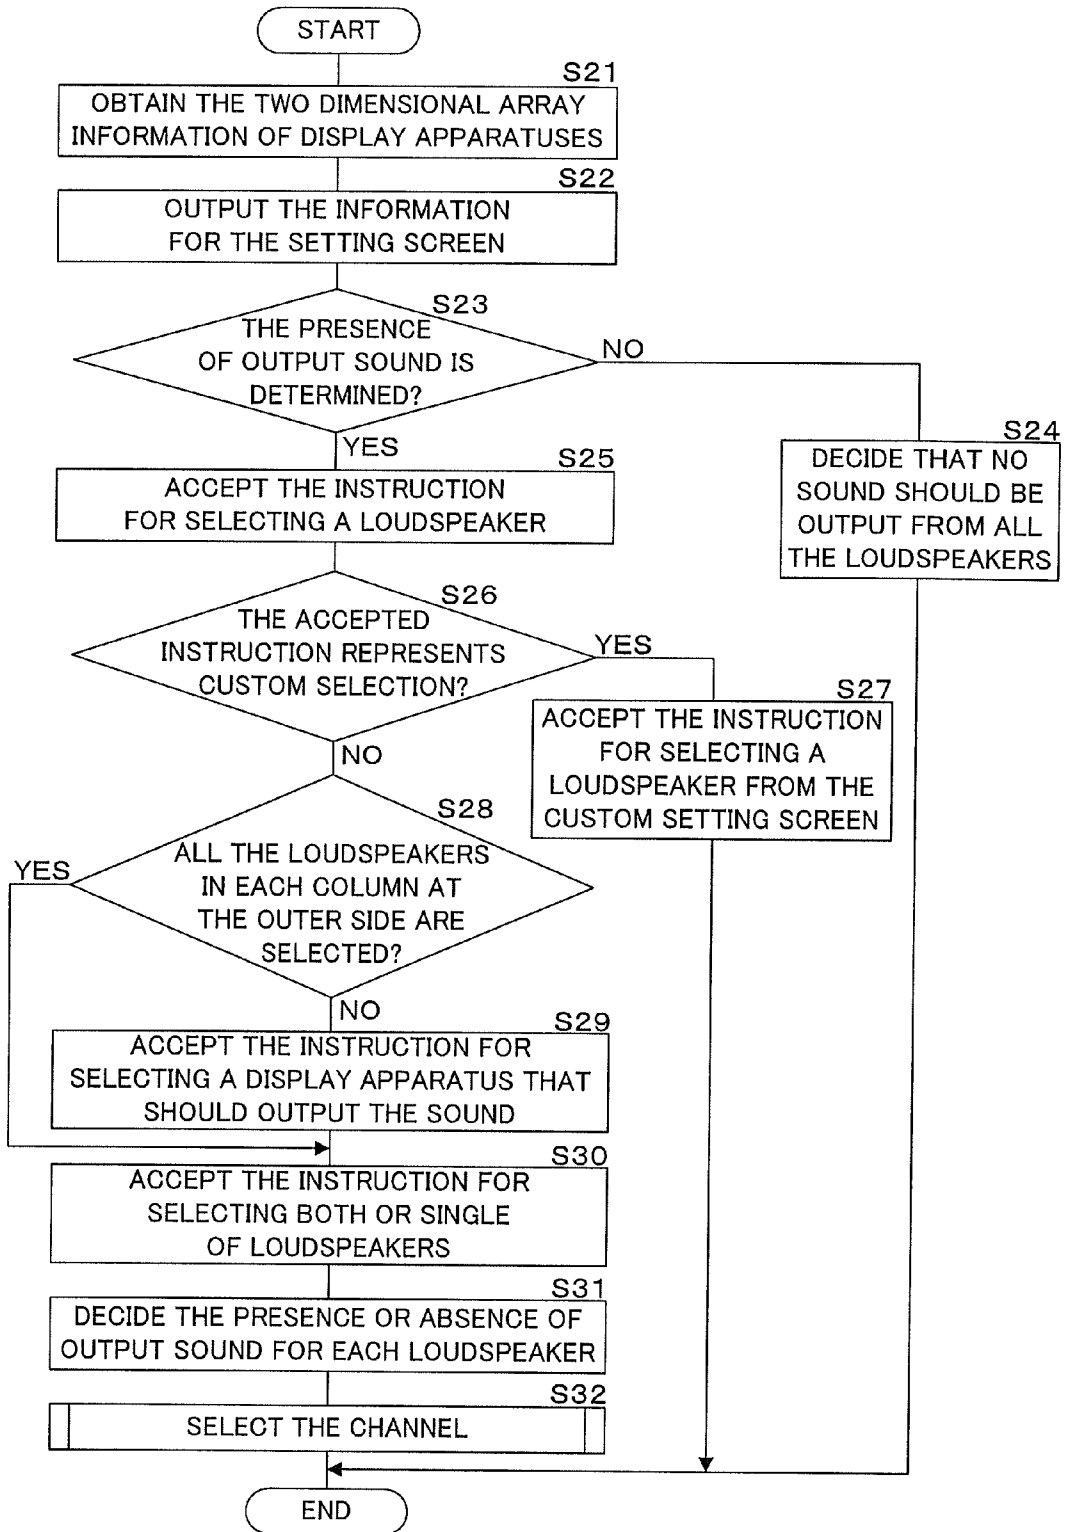 START
S21
OBTAIN THE TWO DIMENSIONAL ARRAY
INFORMATION OF DISPLAY APPARATUSES
S22
OUTPUT THE INFORMATION
FOR THE SETTING SCREEN
S23
THE PRESENCE
OF OUTPUT SOUND IS
DETERMINED?
NO
YES
S24
DECIDE THAT NO
SOUND SHOULD BE
OUTPUT FROM ALL
THE LOUDSPEAKERS
S25
ACCEPT THE INSTRUCTION
FOR SELECTING A LOUDSPEAKER
S26
THE ACCEPTED
INSTRUCTION REPRESENTS
CUSTOM SELECTION?
YES
NO
S27
ACCEPT THE INSTRUCTION
FOR SELECTING A
LOUDSPEAKER FROM THE
CUSTOM SETTING SCREEN
S28
ALL THE LOUDSPEAKERS
IN EACH COLUMN AT
THE OUTER SIDE ARE
SELECTED?
YES
NO
S29
ACCEPT THE INSTRUCTION FOR
SELECTING A DISPLAY APPARATUS THAT
SHOULD OUTPUT THE SOUND
S30
ACCEPT THE INSTRUCTION FOR
SELECTING BOTH OR SINGLE
OF LOUDSPEAKERS
S31
DECIDE THE PRESENCE OR ABSENCE OF
OUTPUT SOUND FOR EACH LOUDSPEAKER
S32
SELECT THE CHANNEL
END